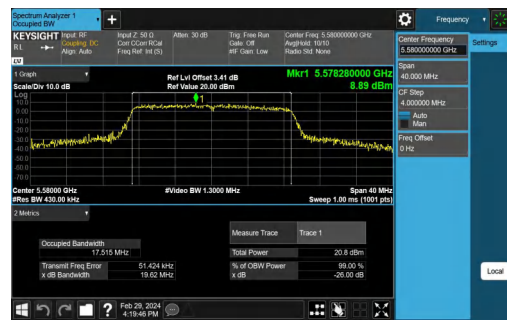 Spectrum Analyzer 1
Occupied BW
Frequency
KEYSIGHT
RL
Input: RF
Coupling: DC
Align: Auto
Input Z: 50 Ω
Corr CCorr RCal
Freq Ref: Int (S)
Atten: 30 dB
Trig: Free Run
Gate: Off
#IF Gain: Low
Center Freq: 5.580000000 GHz
Avg|Hold: 10/10
Radio Std: None
LV
1 Graph
Scale/Div 10.0 dB
Ref Lvl Offset 3.41 dB
Ref Value 20.00 dBm
Mkr1 5.578280000 GHz
8.89 dBm
Log
1
10.0
0.00
-10.0
-20.0
-30.0
-40.0
-50.0
-60.0
-70.0
Center 5.58000 GHz
#Res BW 430.00 kHz
#Video BW 1.3000 MHz
Span 40 MHz
Sweep 1.00 ms (1001 pts)
2 Metrics
Measure Trace
Trace 1
Occupied Bandwidth
17.515 MHz
Total Power
20.8 dBm
Transmit Freq Error
51.424 kHz
% of OBW Power
99.00 %
x dB Bandwidth
19.62 MHz
x dB
-26.00 dB
Feb 29, 2024
4:19:46 PM
Center Frequency
5.580000000 GHz
Span
40.000 MHz
CF Step
4.000000 MHz
Auto
Man
Freq Offset
0 Hz
Settings
Local